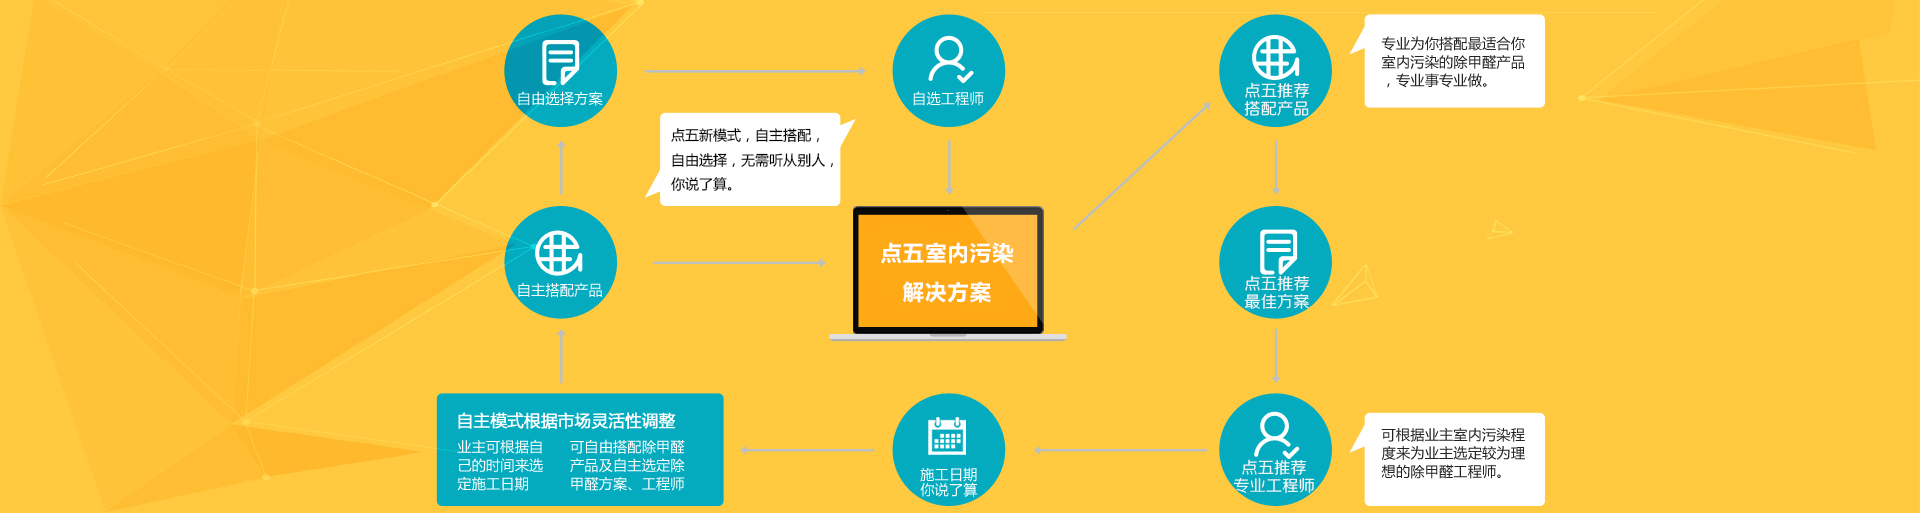 自由选择方案
自选工程师
点五推荐
搭配产品
专业为你搭配最适合你
室内污染的除甲醛产品
，专业事专业做。
点五新模式，自主搭配，
自由选择，无需听从别人，
你说了算。
自主搭配产品
点五室内污染
解决方案
点五推荐
最佳方案
自主模式根据市场灵活性调整
业主可根据自
己的时间来选
定施工日期
可自由搭配除甲醛
产品及自主选定除
甲醛方案、工程师
施工日期
你说了算
点五推荐
专业工程师
可根据业主室内污染程
度来为业主选定较为理
想的除甲醛工程师。